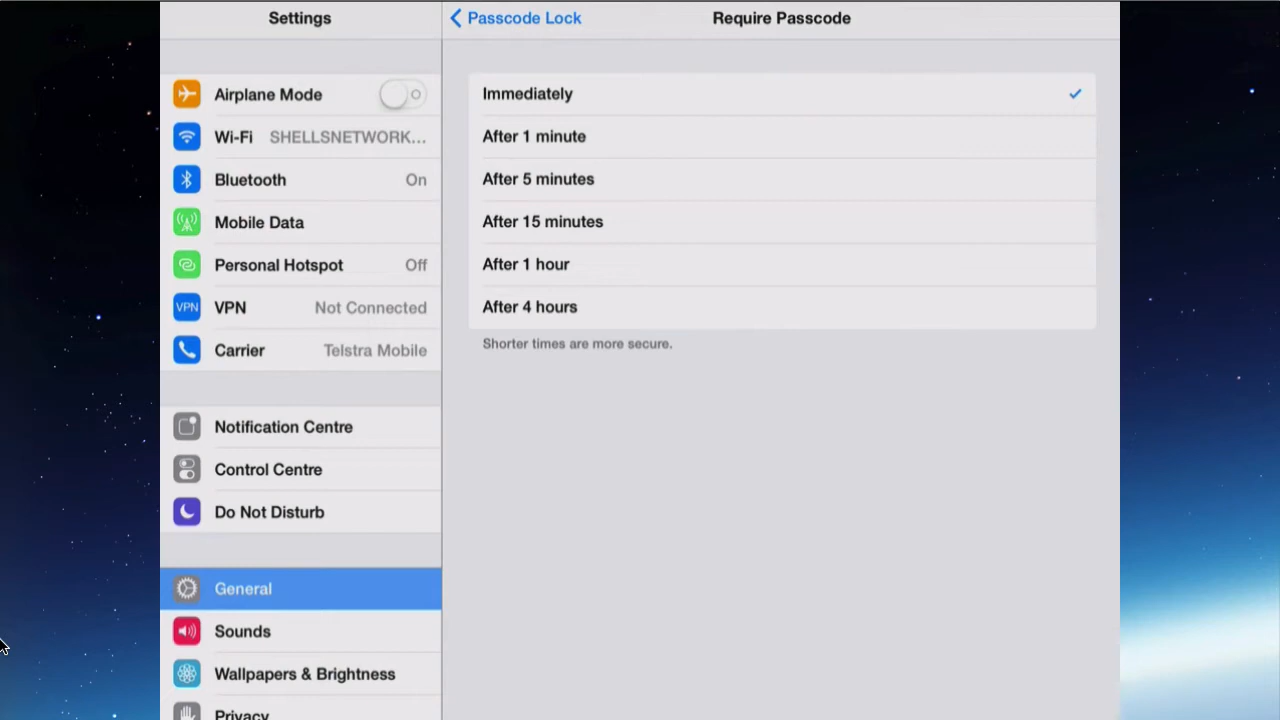 Settings
Airplane Mode
Wi-Fi SHELLSNETWORK...
Bluetooth On
Mobile Data
Personal Hotspot Off
VPN VPN Not Connected
Carrier Telstra Mobile
Notification Centre
Control Centre
Do Not Disturb
General
Sounds
Wallpapers & Brightness
Privacy
Passcode Lock Require Passcode
Immediately
After 1 minute
After 5 minutes
After 15 minutes
After 1 hour
After 4 hours
Shorter times are more secure.